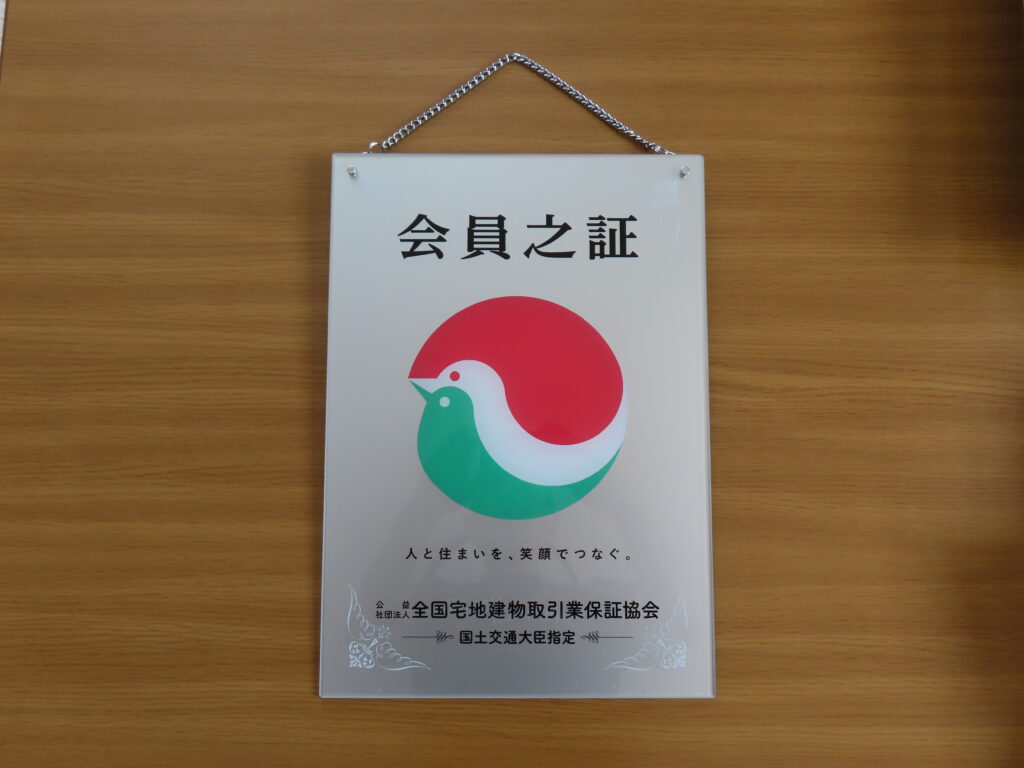 会員之証
人と住まいを、笑顔でつなぐ。
公益社団法人 全国宅地建物取引業保証協会
国土交通大臣指定